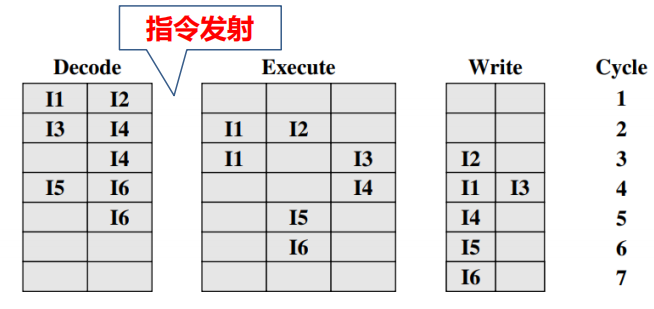 指令发射
Decode Execute Write Cycle
I1 I2 1
I3 I4 I1 I2 2
I4 I1 I3 I2 3
I5 I6 I4 I1 I3 4
I6 I5 I4 5
I6 I5 6
I6 7